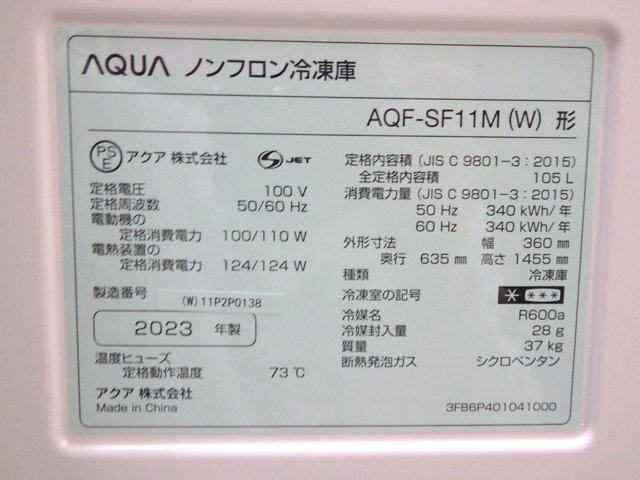 AQUA ノンフロン冷凍庫
AQF-SF11M (W) 形
PSE アクア 株式会社 S JET
定格電圧 100 V
定格周波数 50/60 Hz
電動機の
定格消費電力 100/110 W
電熱装置の
定格消費電力 124/124 W
製造番号 (W) 11P2P0138
2023 年製
温度ヒューズ
定格動作温度 73 ℃
アクア 株式会社
Made in China
定格内容積 (JIS C 9801-3 : 2015)
全定格内容積 105 L
消費電力量 (JIS C 9801-3 : 2015)
50 Hz 340 kWh/年
60 Hz 340 kWh/年
外形寸法 幅 360 mm
奥行 635 mm 高さ 1455 mm
種類 冷凍庫
冷凍室の記号 * ***
冷媒名 R600a
冷媒封入量 28 g
質量 37 kg
断熱発泡ガス シクロペンタン
3FB6P401041000